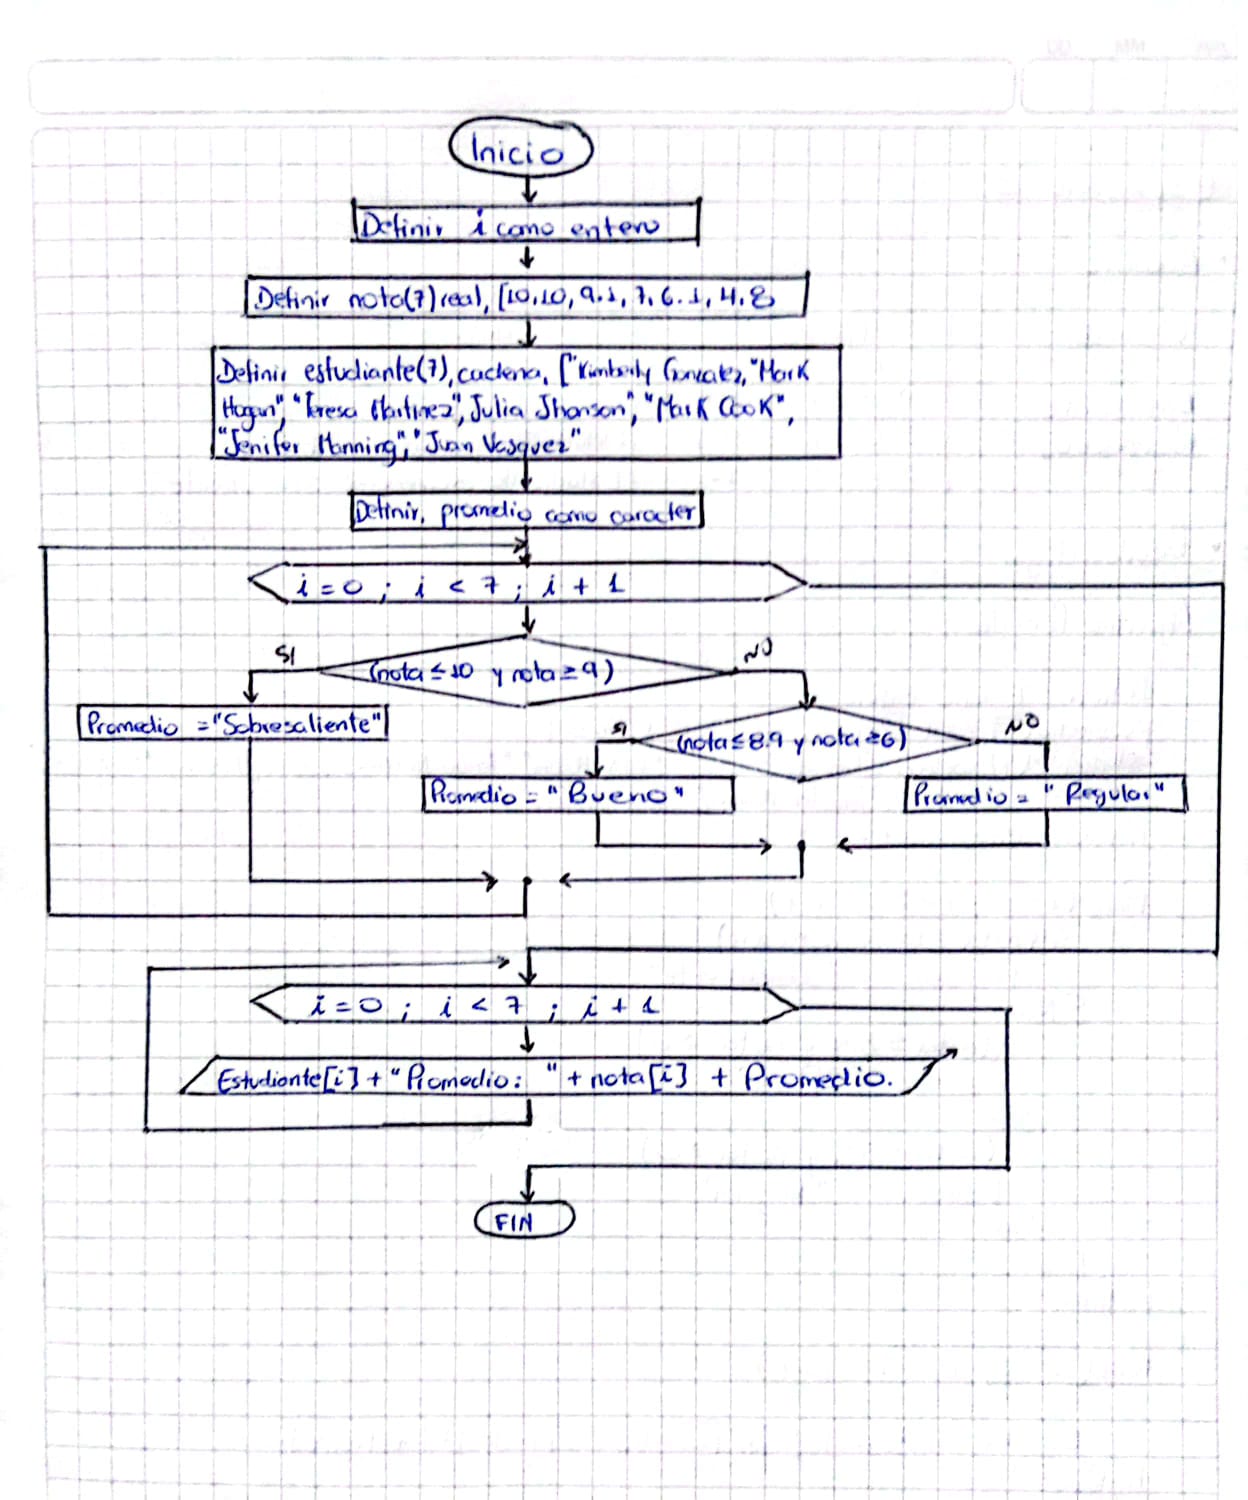 Inicio
Definir i como entero
Definir nota(7) real, [10,10, 9.1, 7, 6.1, 4, 8
Definir estudiante(7), cadena, ["Kimberly Gonzalez, "Mark
Hogan", "Teresa Martinez", Julia Jhonson", "Mark Cook",
"Jenifer Manning", "Juan Vasquez"
Definir, promedio como caracter
i = 0 ; i < 7 ; i + 1
SI
NO
(nota ≤ 10 y nota ≥ 9)
Promedio = "Sobresaliente"
SI
NO
(nota ≤ 8.9 y nota ≥ 6)
Promedio = "Bueno"
Promedio = "Regular"
i = 0 ; i < 7 ; i + 1
Estudiante[i] + "Promedio: " + nota[i] + Promedio.
FIN